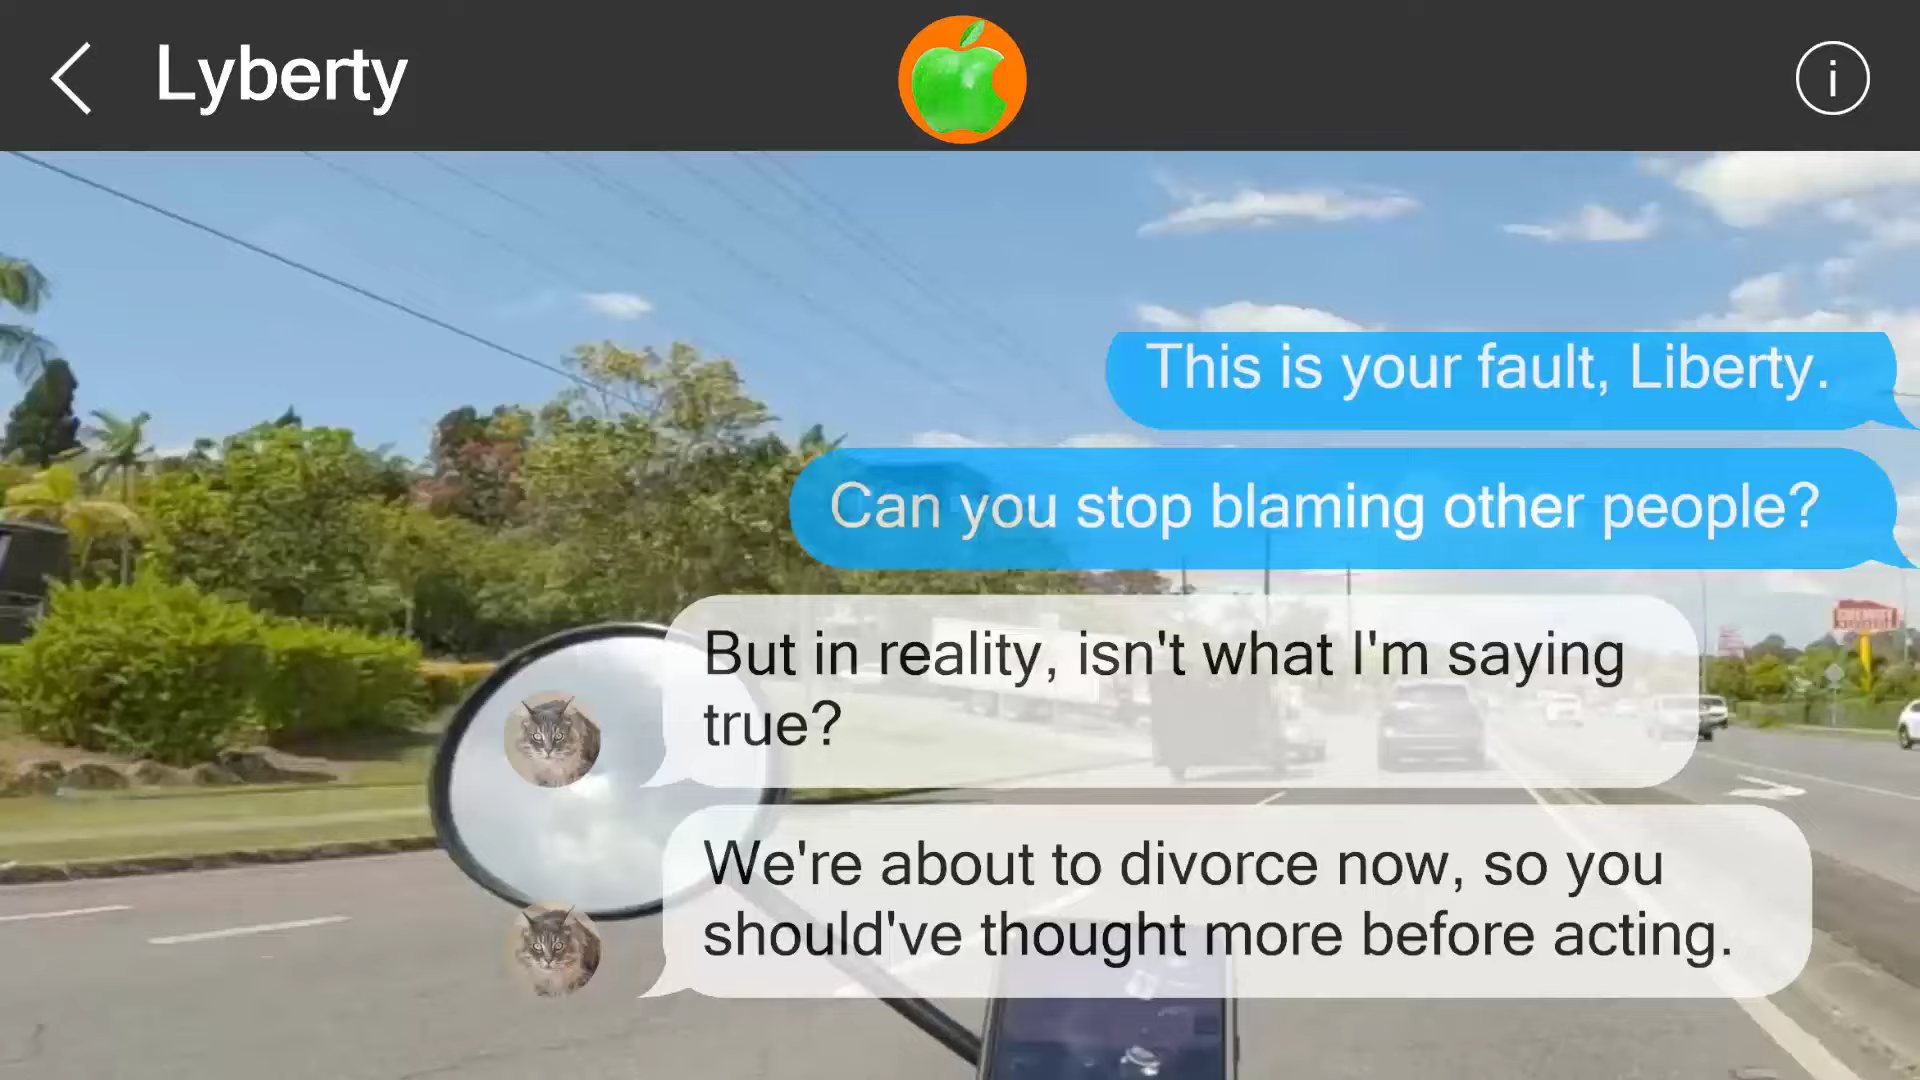 Lyberty
i
This is your fault, Liberty.
Can you stop blaming other people?
But in reality, isn't what I'm saying
true?
We're about to divorce now, so you
should've thought more before acting.